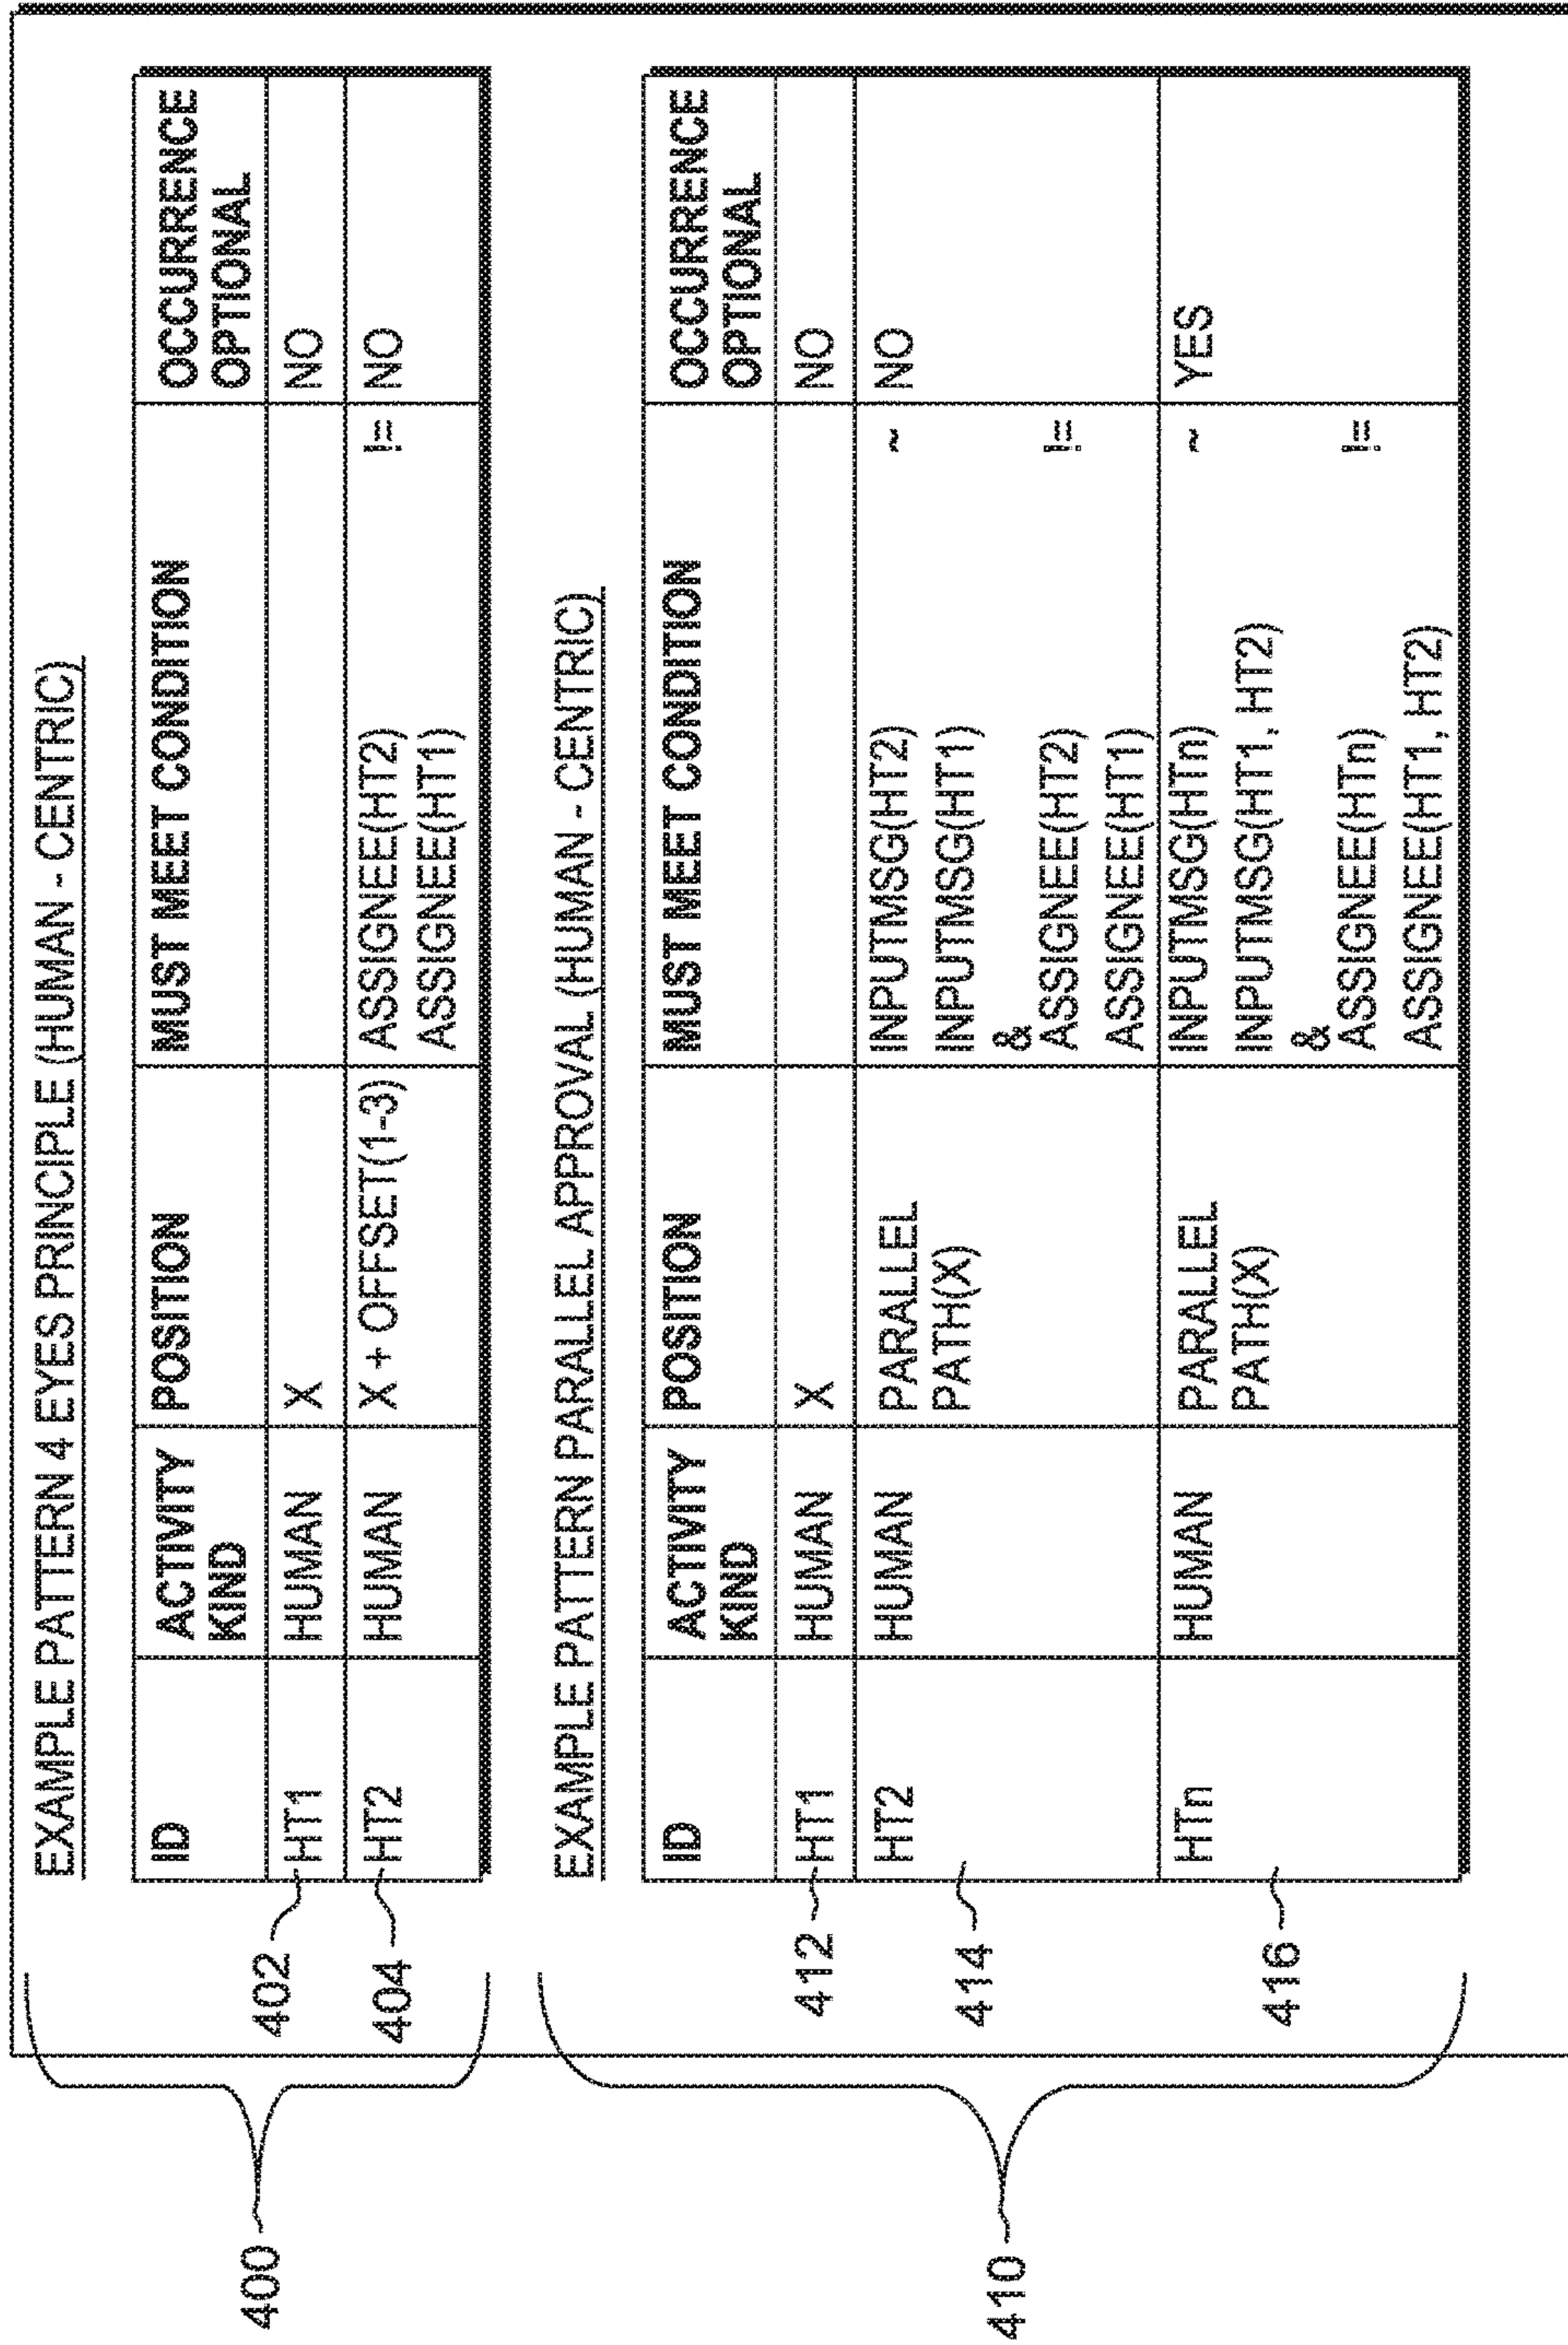 EXAMPLE PATTERN 4 EYES PRINCIPLE (HUMAN - CENTRIC)
ID ACTIVITY KIND POSITION MUST MEET CONDITION OCCURRENCE OPTIONAL
HT1 HUMAN X NO
HT2 HUMAN X + OFFSET(1-3) ASSIGNEE(HT2) != NO
ASSIGNEE(HT1)
400
402
404
EXAMPLE PATTERN PARALLEL APPROVAL (HUMAN - CENTRIC)
ID ACTIVITY KIND POSITION MUST MEET CONDITION OCCURRENCE OPTIONAL
HT1 HUMAN X NO
HT2 HUMAN PARALLEL INPUTMSG(HT2) ~ NO
PATH(X) INPUTMSG(HT1)
&
ASSIGNEE(HT2) !=
ASSIGNEE(HT1)
HTn HUMAN PARALLEL INPUTMSG(HTn) ~ YES
PATH(X) INPUTMSG(HT1, HT2)
&
ASSIGNEE(HTn) !=
ASSIGNEE(HT1, HT2)
410
412
414
416